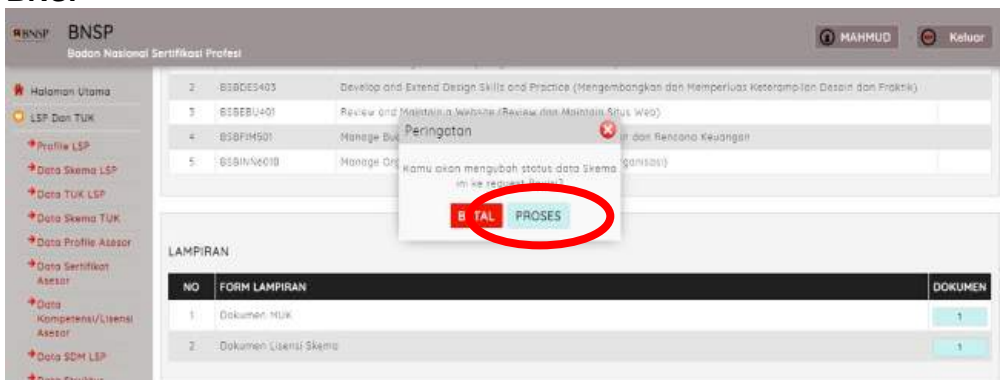 BNSP
BNSP
Badan Nasional Sertifikasi Profesi
MAHMUD
Keluar
Halaman Utama
LSP Dan TUK
Profile LSP
Data Skema LSP
Data TUK LSP
Data Skema TUK
Data Profile Asesor
Data Sertifikat
Asesor
Data
Kompetensi/Lisensi
Asesor
Data SDM LSP
2 BSBDES403 Develop and Extend Design Skills and Practice (Mengembangkan dan Memperluas Keterampilan Desain dan Praktik)
3 BSBEBU401 Review and Maintain a Website (Review dan Maintain Situs Web)
4 BSBFIM501 Manage dan Rencana Keuangan
5 BSBINN601B Manage
Peringatan
Kamu akan mengubah status data Skema
ini ke request Revisi?
PROSES
LAMPIRAN
NO FORM LAMPIRAN DOKUMEN
1 Dokumen MUK 1
2 Dokumen Lisensi Skema 1